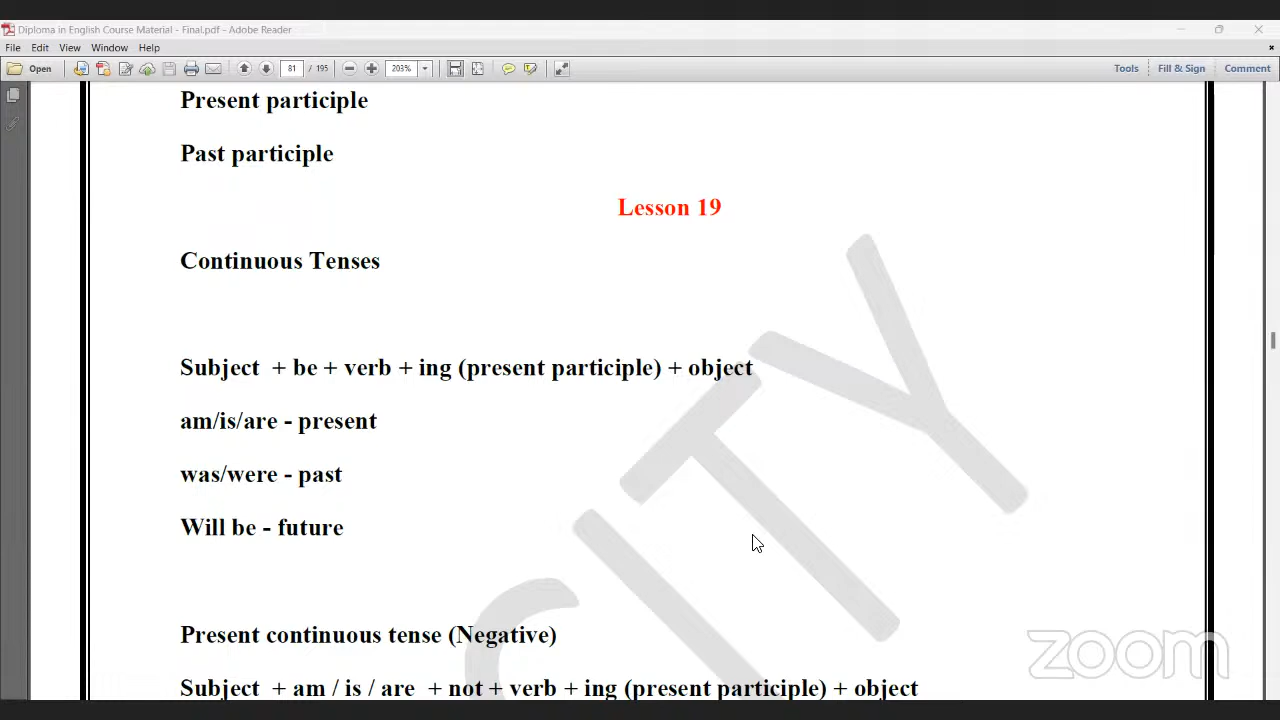 Diploma in English Course Material - Final.pdf - Adobe Reader
File Edit View Window Help
Open 81 / 195 203% Tools Fill & Sign Comment
Present participle
Past participle
Lesson 19
Continuous Tenses
Subject + be + verb + ing (present participle) + object
am/is/are - present
was/were - past
Will be - future
Present continuous tense (Negative)
Subject + am / is / are + not + verb + ing (present participle) + object
CITY
zoom